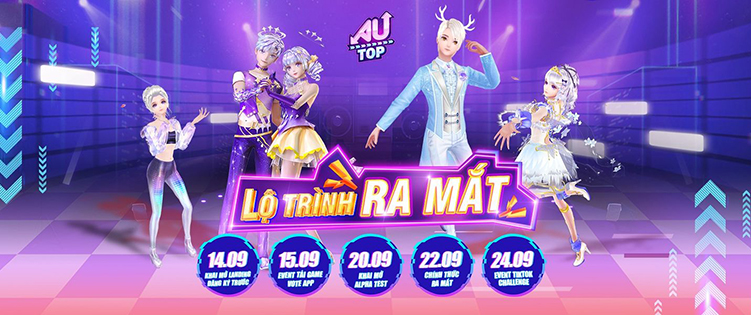 AU
TOP
LỘ TRÌNH RA MẮT
14.09
KHAI MỞ LANDING
ĐĂNG KÝ TRƯỚC
15.09
EVENT TẢI GAME
VOTE APP
20.09
KHAI MỞ
ALPHA TEST
22.09
CHÍNH THỨC
RA MẮT
24.09
EVENT TIKTOK
CHALLENGE